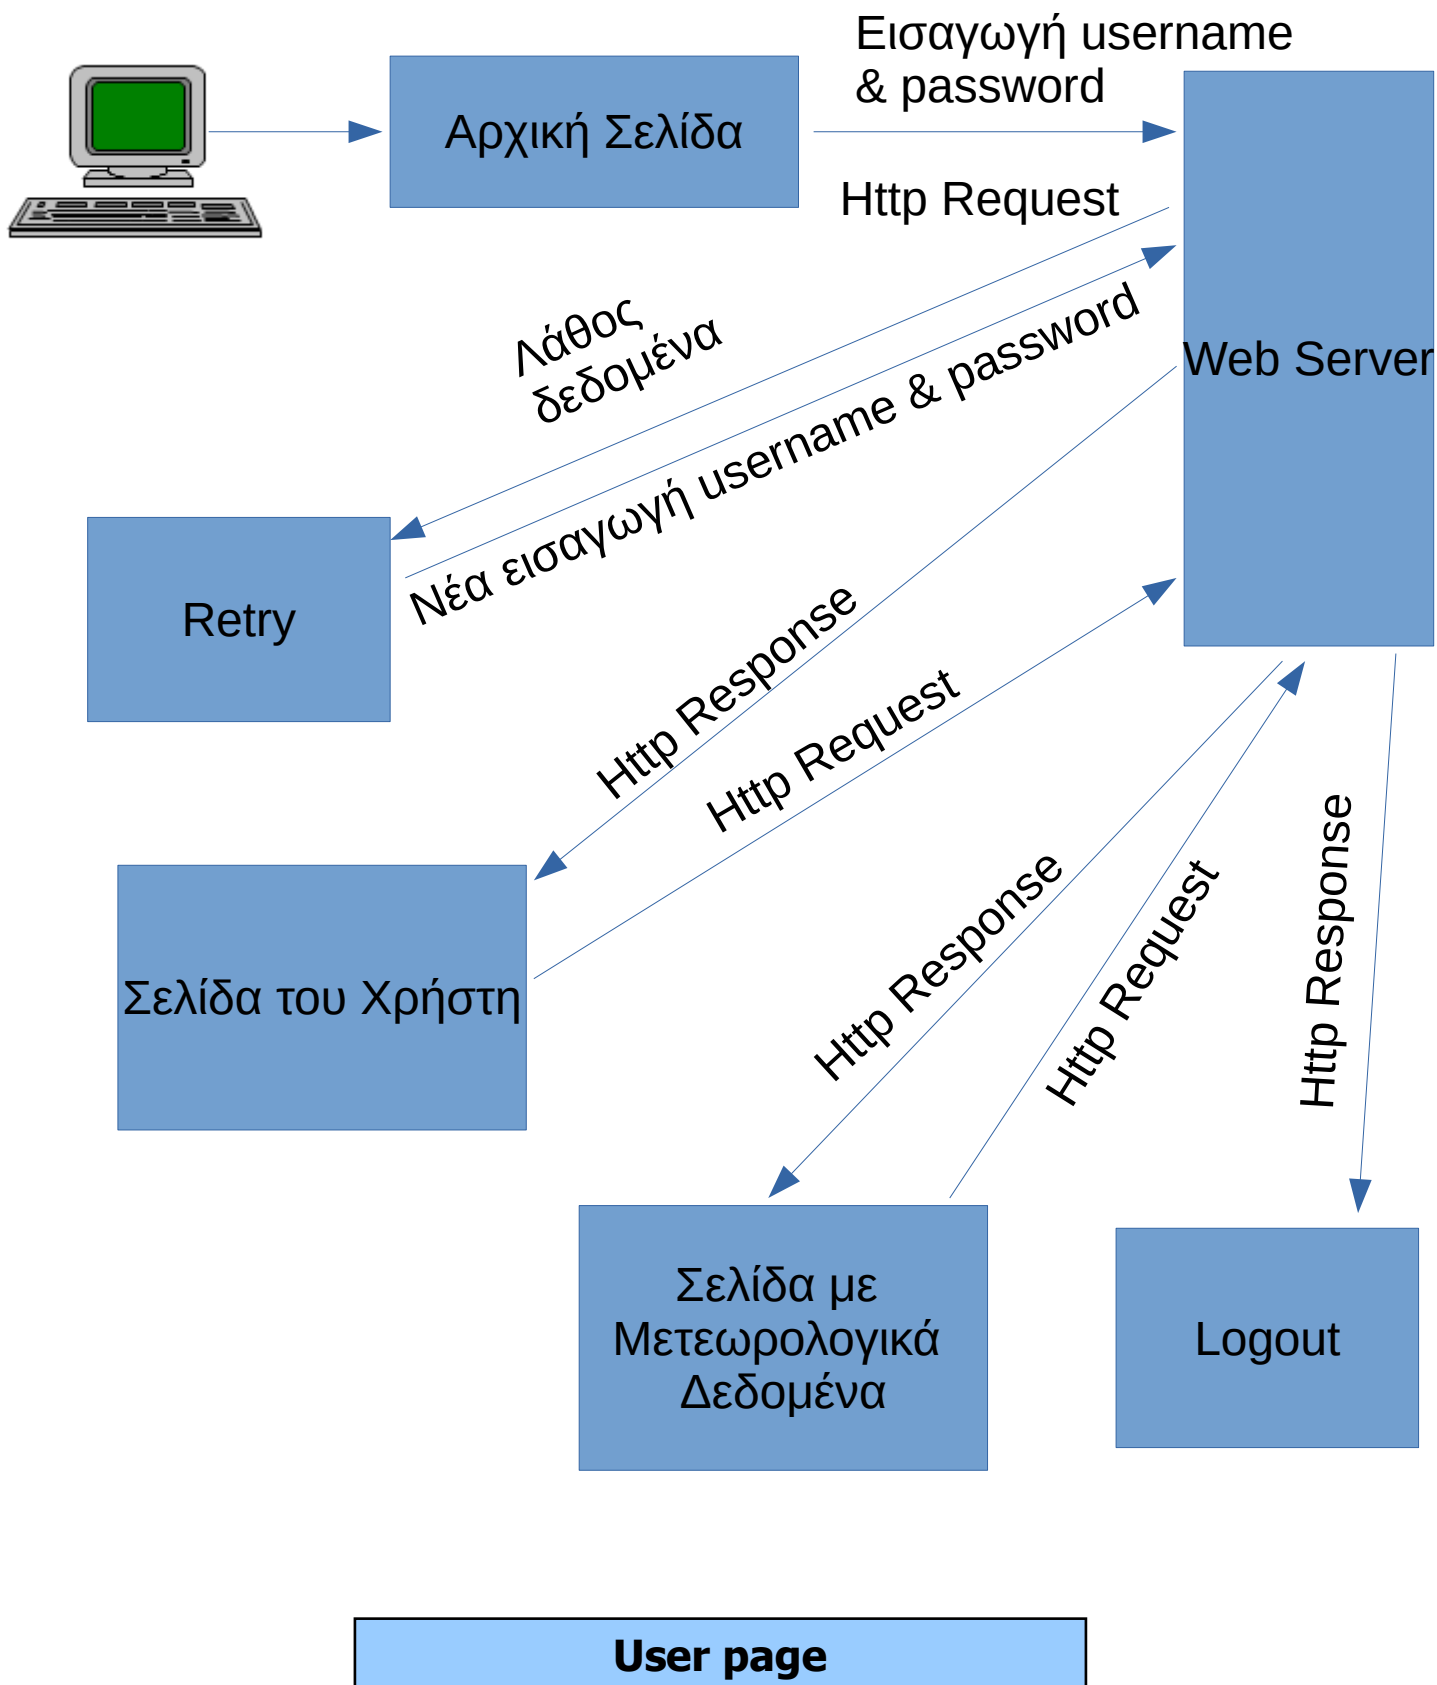 Εισαγωγή username
& password
Αρχική Σελίδα
Http Request
Λάθος
δεδομένα
Νέα εισαγωγή username & password
Web Server
Retry
Http Response
Http Request
Σελίδα του Χρήστη
Http Response
Http Request
Http Response
Σελίδα με
Μετεωρολογικά
Δεδομένα
Logout
User page